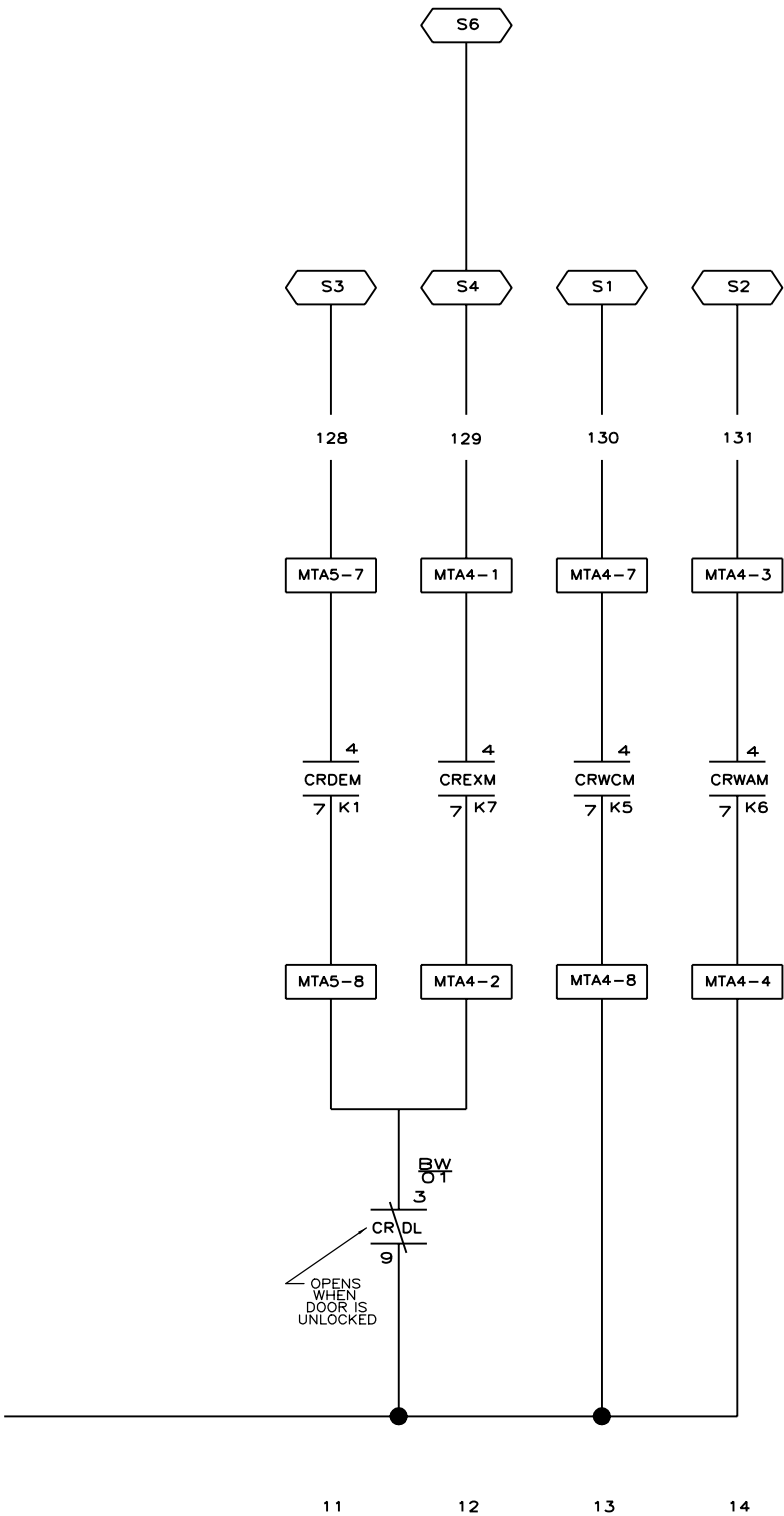 S6
S3 S4 S1 S2
128 129 130 131
MTA5-7 MTA4-1 MTA4-7 MTA4-3
4 4 4 4
CRDEM CREXM CRWCM CRWAM
7 K1 7 K7 7 K5 7 K6
MTA5-8 MTA4-2 MTA4-8 MTA4-4
BW
01
3
CRDL
9
OPENS
WHEN
DOOR IS
UNLOCKED
11 12 13 14